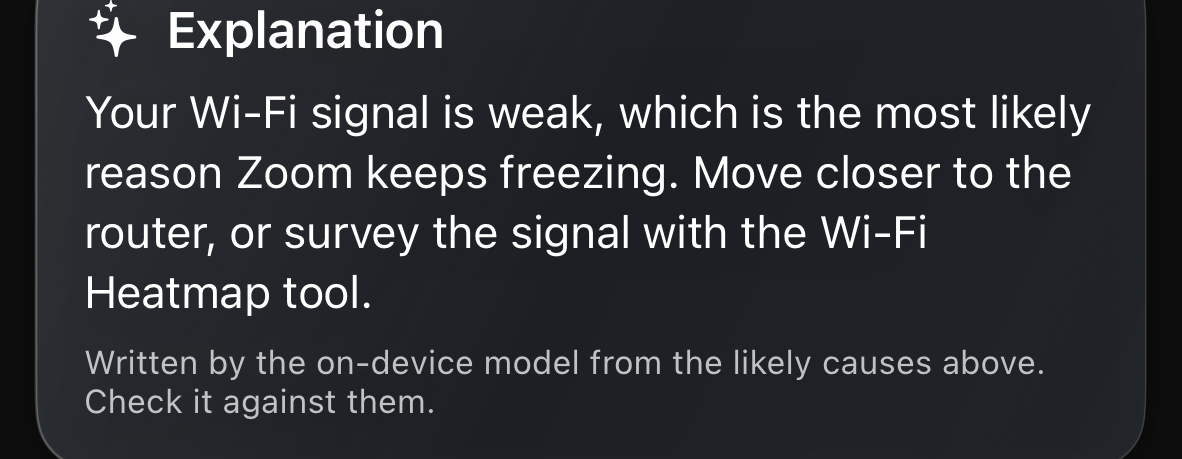 Explanation
Your Wi-Fi signal is weak, which is the most likely
reason Zoom keeps freezing. Move closer to the
router, or survey the signal with the Wi-Fi
Heatmap tool.
Written by the on-device model from the likely causes above.
Check it against them.